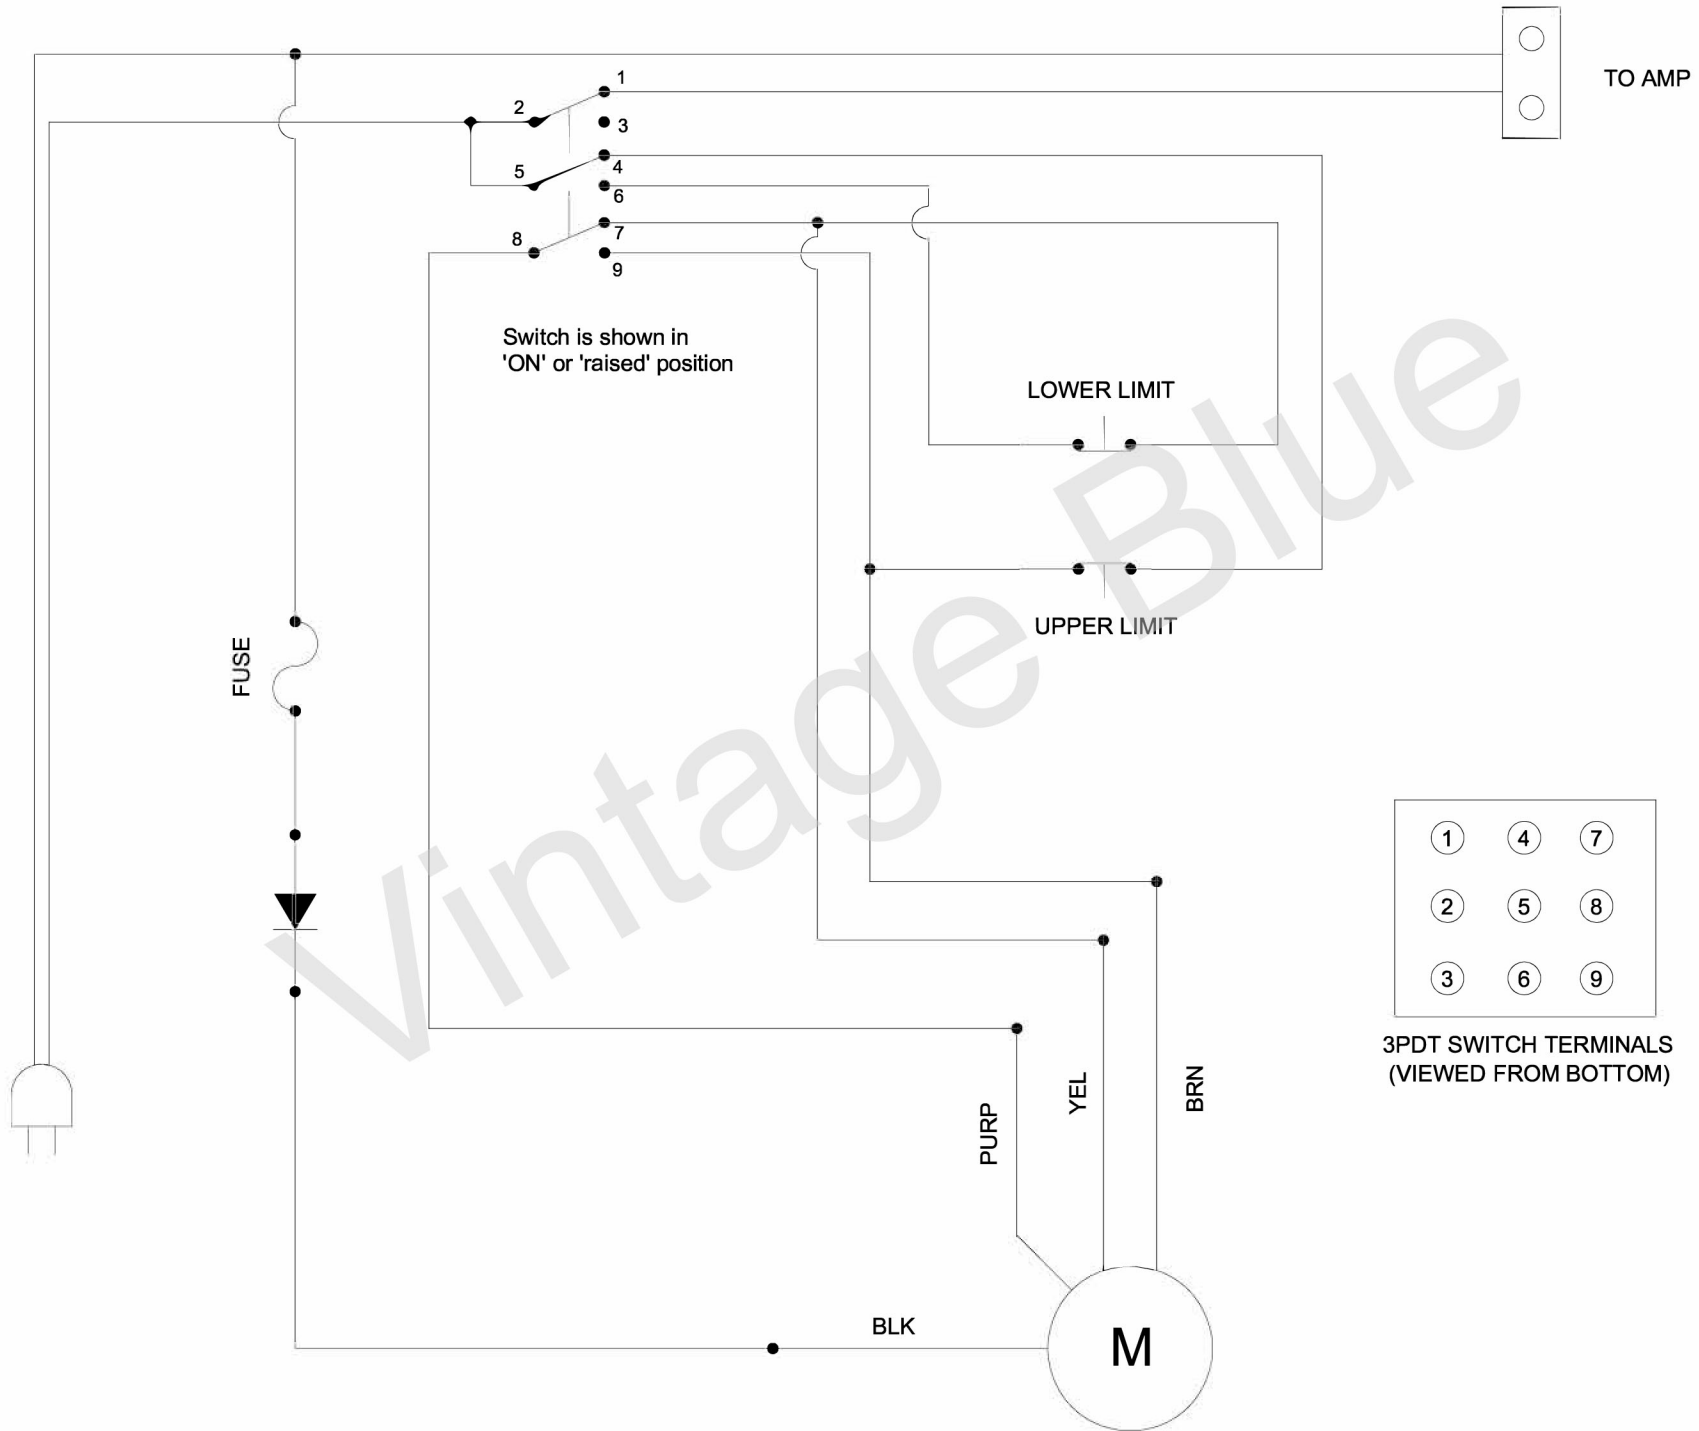 TO AMP
1
2
3
4
5
6
7
8
9
Switch is shown in
'ON' or 'raised' position
LOWER LIMIT
UPPER LIMIT
FUSE
Vintage Blue
1 4 7
2 5 8
3 6 9
3PDT SWITCH TERMINALS
(VIEWED FROM BOTTOM)
PURP
YEL
BRN
BLK
M